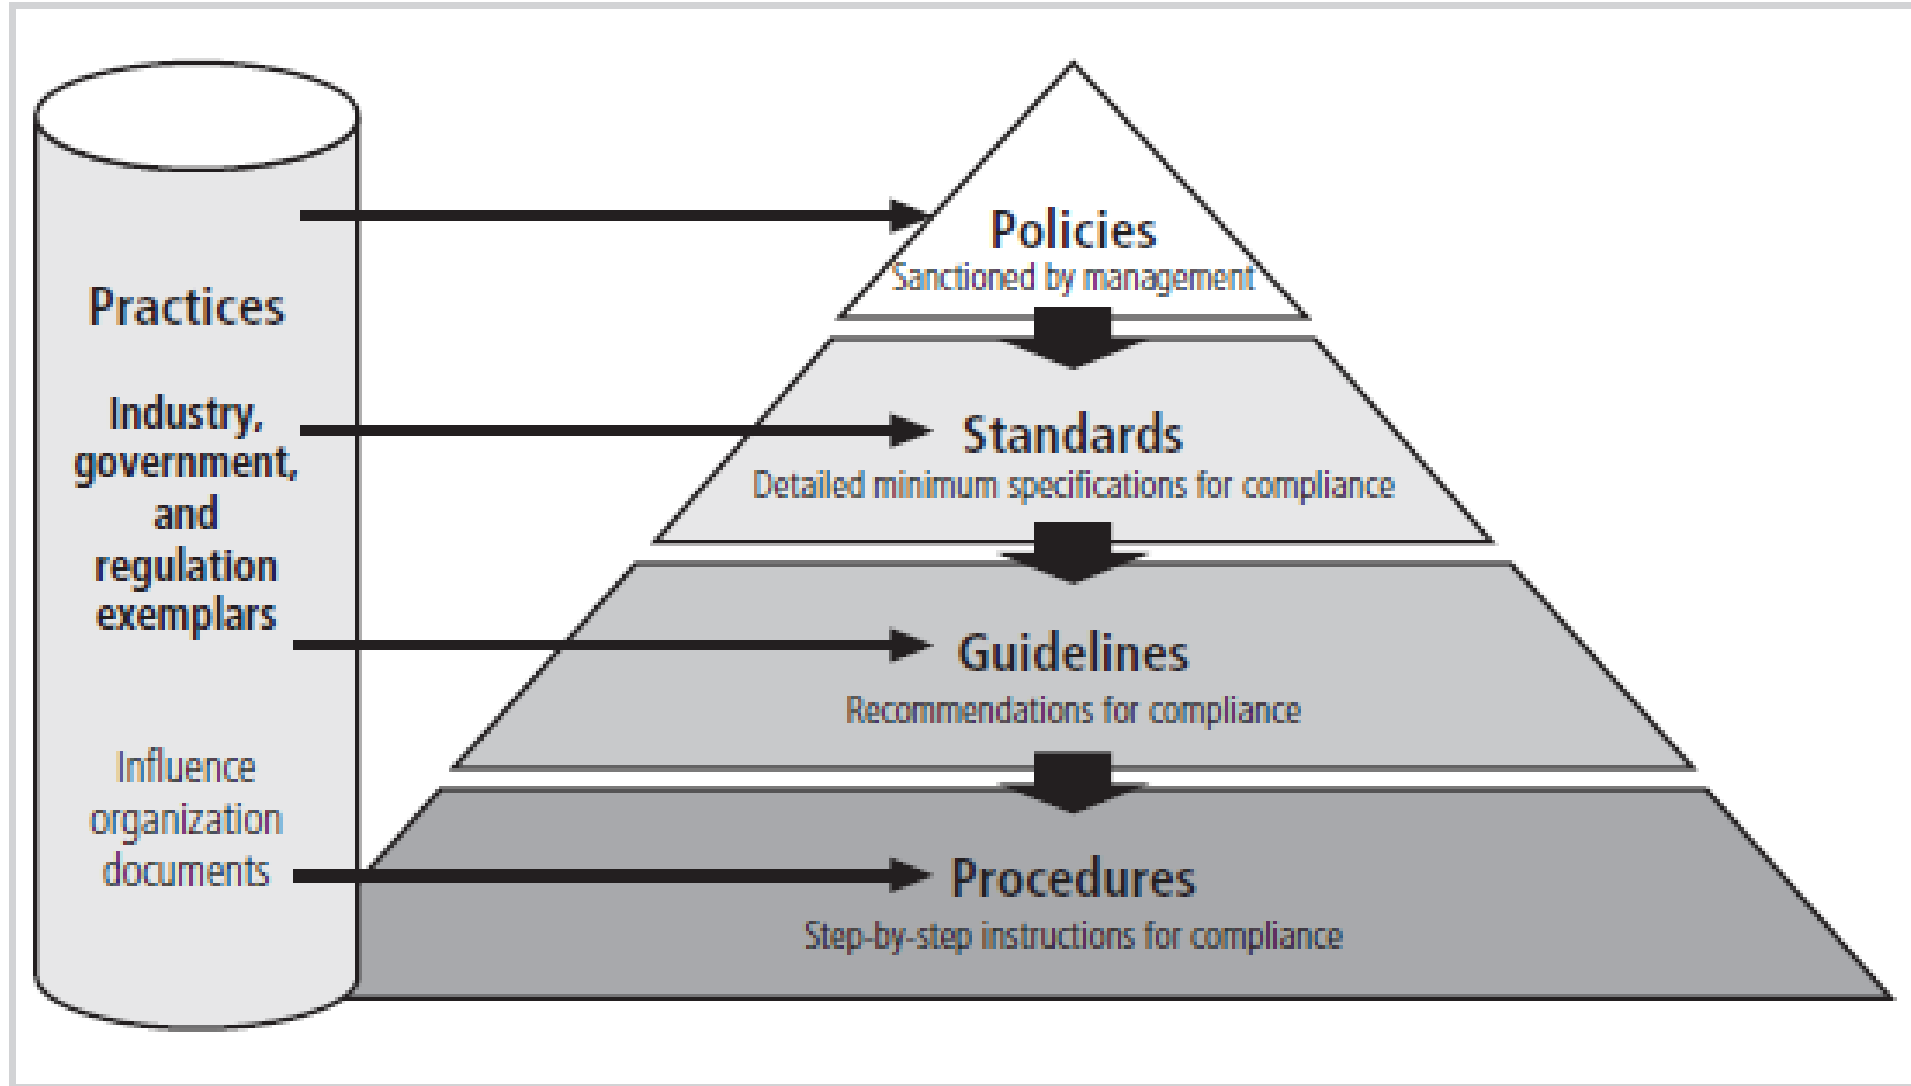 Practices
Industry,
government,
and
regulation
exemplars
Influence
organization
documents
Policies
Sanctioned by management
Standards
Detailed minimum specifications for compliance
Guidelines
Recommendations for compliance
Procedures
Step-by-step instructions for compliance